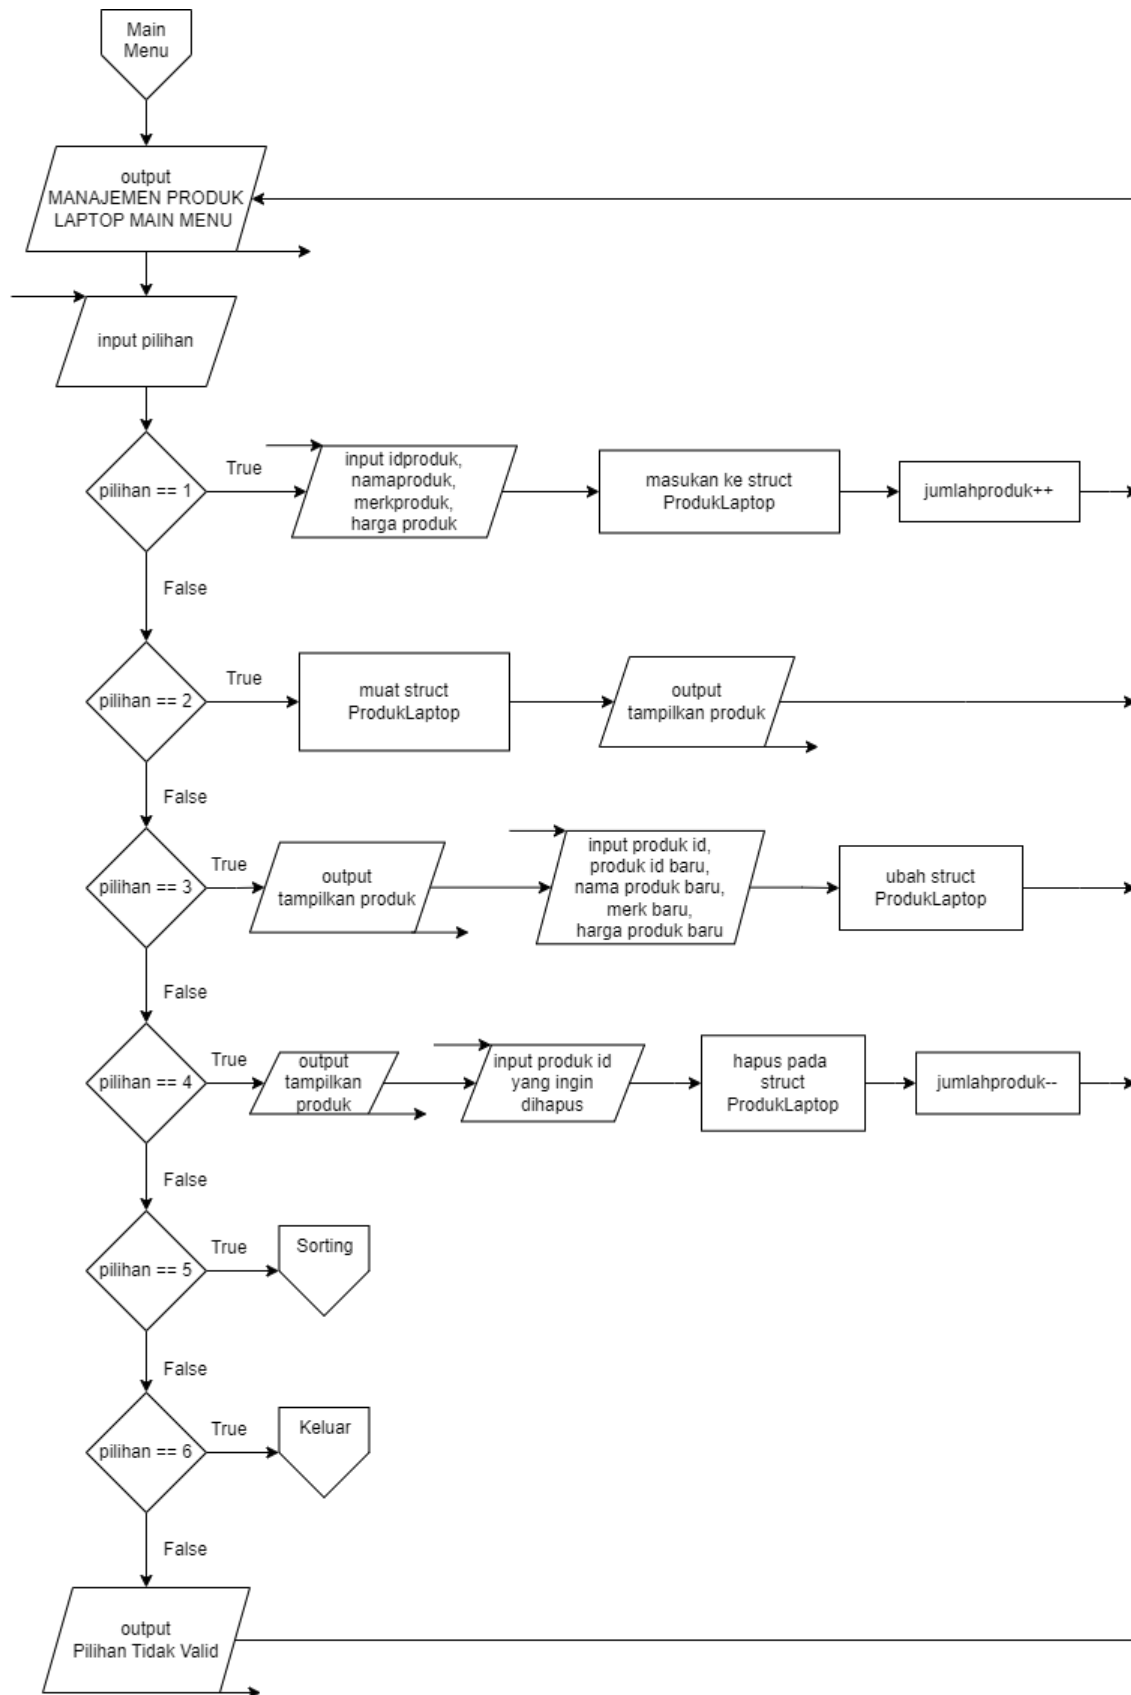 Main
Menu
output
MANAJEMEN PRODUK
LAPTOP MAIN MENU
input pilihan
pilihan == 1
True
input idproduk,
namaproduk,
merkproduk,
harga produk
masukan ke struct
ProdukLaptop
jumlahproduk++
False
pilihan == 2
True
muat struct
ProdukLaptop
output
tampilkan produk
False
pilihan == 3
True
output
tampilkan produk
input produk id,
produk id baru,
nama produk baru,
merk baru,
harga produk baru
ubah struct
ProdukLaptop
False
pilihan == 4
True
output
tampilkan
produk
input produk id
yang ingin
dihapus
hapus pada
struct
ProdukLaptop
jumlahproduk--
False
pilihan == 5
True
Sorting
False
pilihan == 6
True
Keluar
False
output
Pilihan Tidak Valid